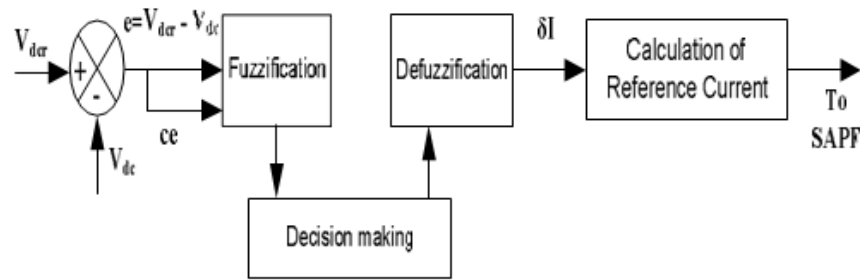 e=Vdcr - Vdc
Vdcr
+
-
ce
Vdc
Fuzzification
Decision making
Defuzzification
δI
Calculation of
Reference Current
To
SAPF